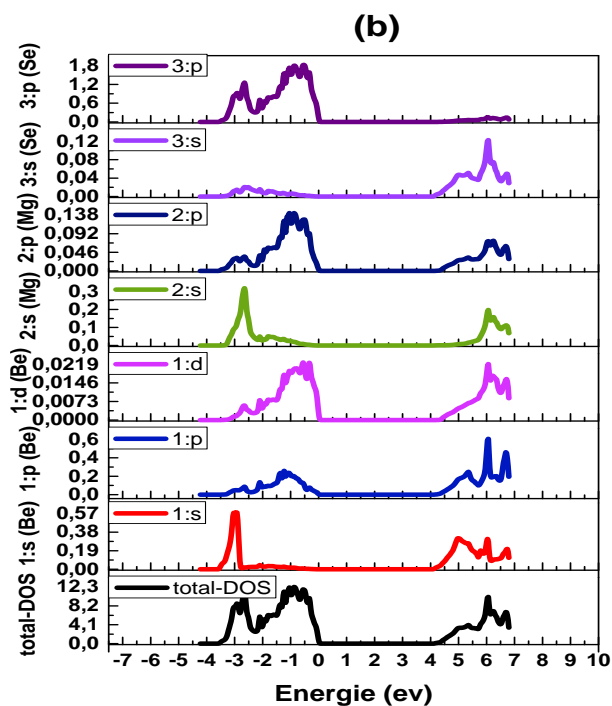 (b)
3:p (Se)
1,8
1,2
0,6
0,0
3:p
3:s (Se)
0,12
0,08
0,04
0,00
3:s
2:p (Mg)
0,138
0,092
0,046
0,000
2:p
2:s (Mg)
0,3
0,2
0,1
0,0
2:s
1:d (Be)
0,0219
0,0146
0,0073
0,0000
1:d
1:p (Be)
0,6
0,4
0,2
0,0
1:p
1:s (Be)
0,57
0,38
0,19
0,00
1:s
total-DOS
12,3
8,2
4,1
0,0
total-DOS
-7 -6 -5 -4 -3 -2 -1 0 1 2 3 4 5 6 7 8 9 10
Energie (ev)